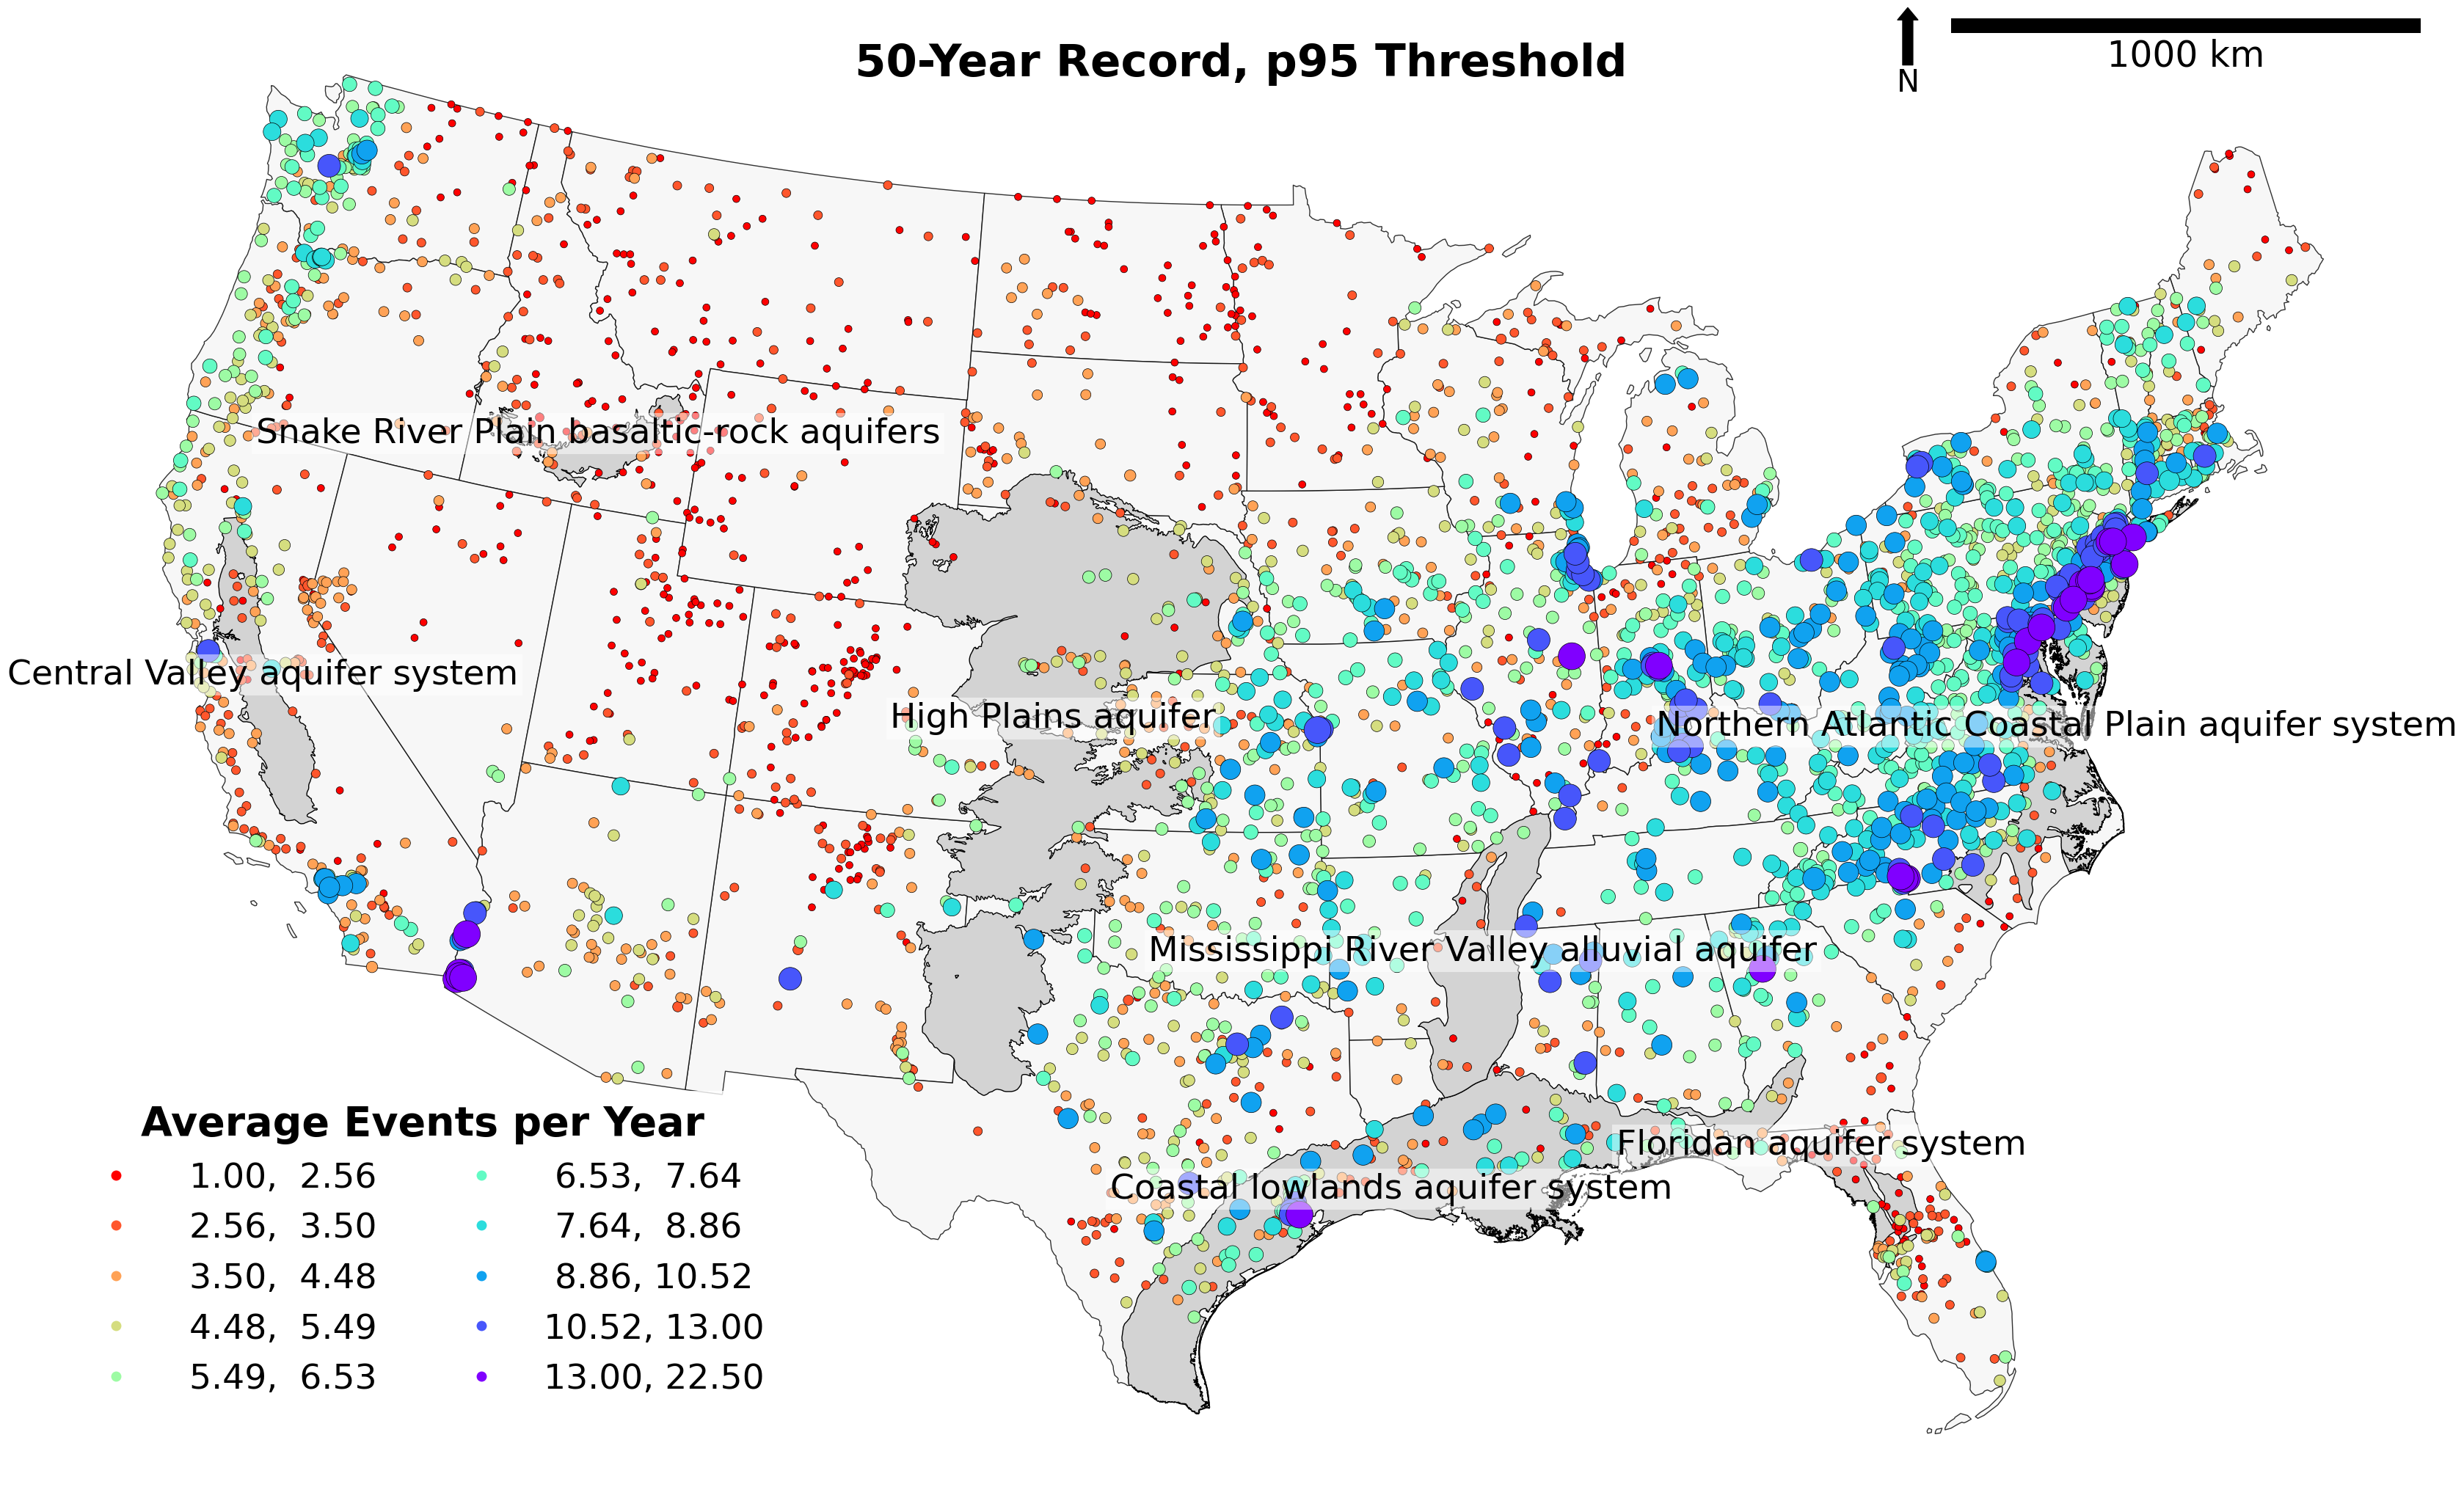 50-Year Record, p95 Threshold
1000 km
N
Snake River Plain basaltic-rock aquifers
Central Valley aquifer system
High Plains aquifer
Northern Atlantic Coastal Plain aquifer system
Mississippi River Valley alluvial aquifer
Floridan aquifer system
Coastal lowlands aquifer system
Average Events per Year
1.00, 2.56
2.56, 3.50
3.50, 4.48
4.48, 5.49
5.49, 6.53
6.53, 7.64
7.64, 8.86
8.86, 10.52
10.52, 13.00
13.00, 22.50